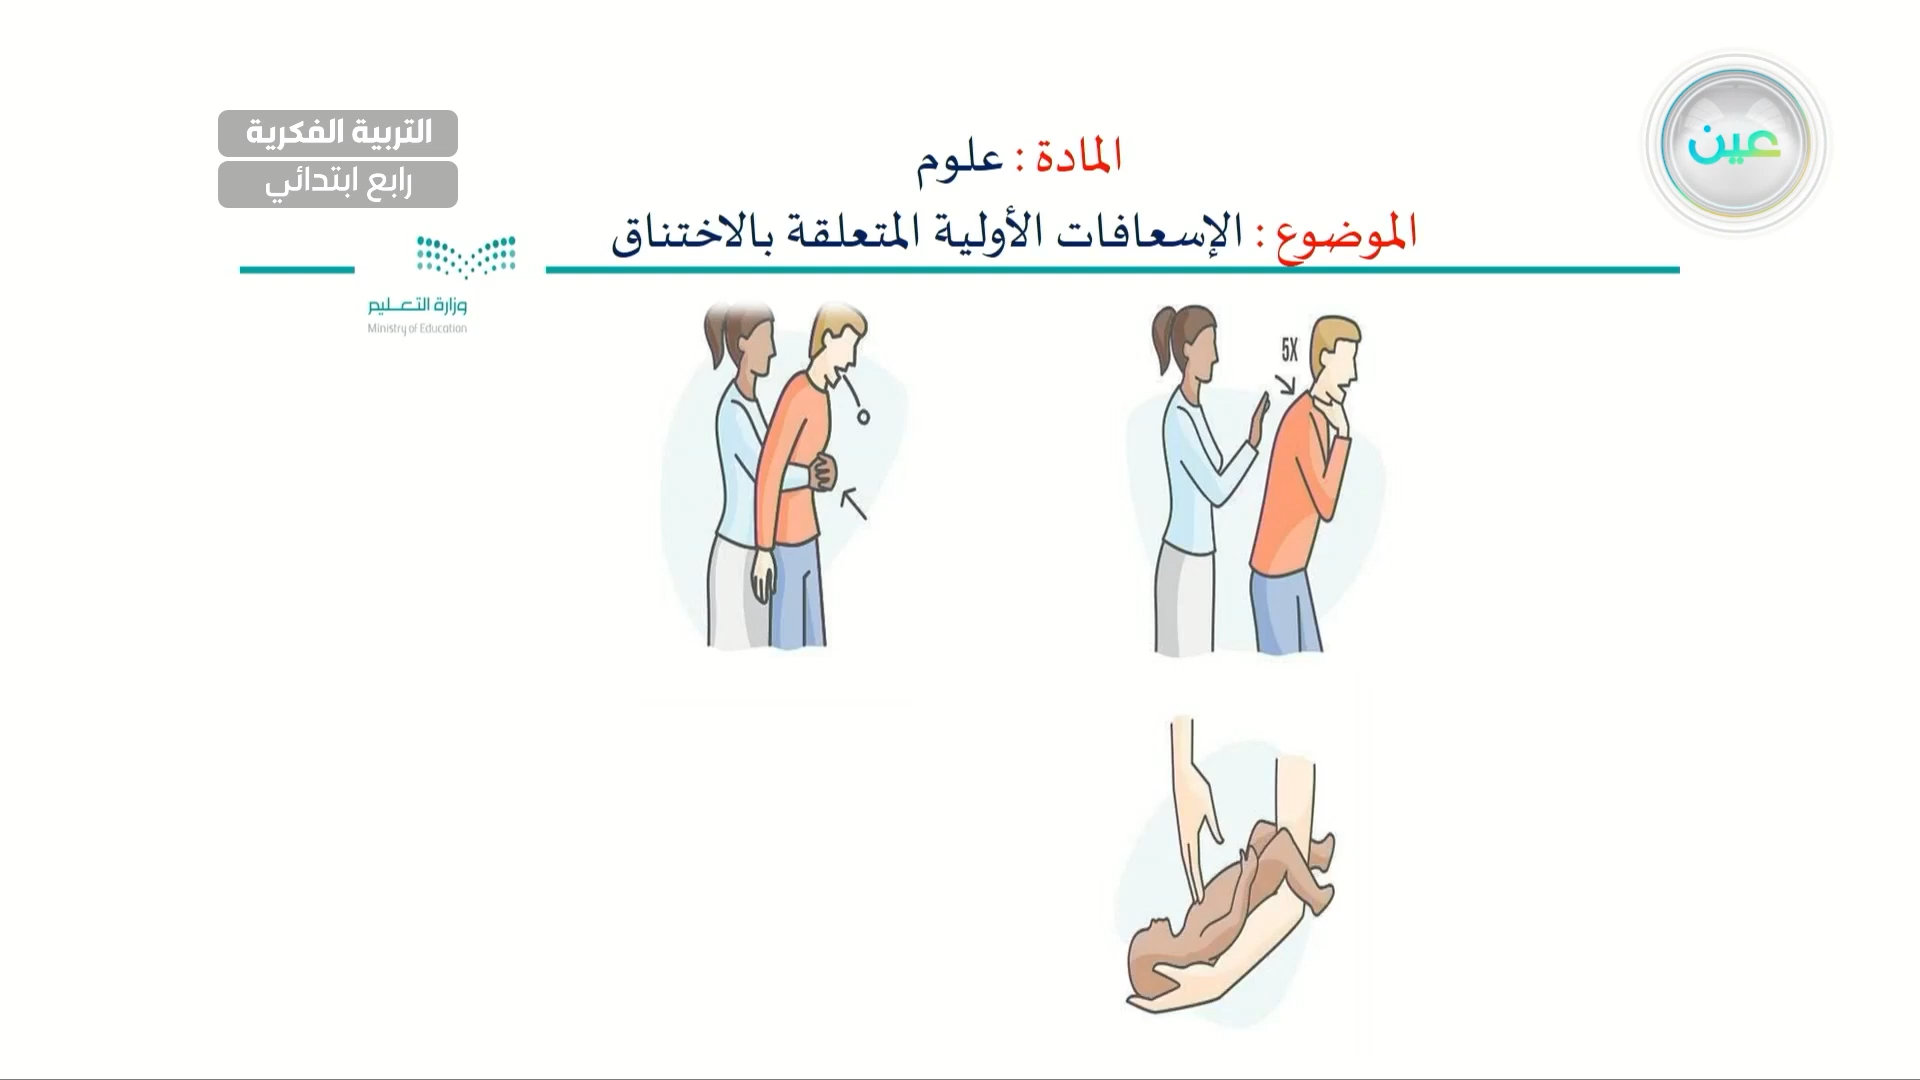 عين
التربية الفكرية
رابع ابتدائي
المادة : علوم
الموضوع : الإسعافات الأولية المتعلقة بالاختناق
وزارة التعليم
Ministry of Education
5X